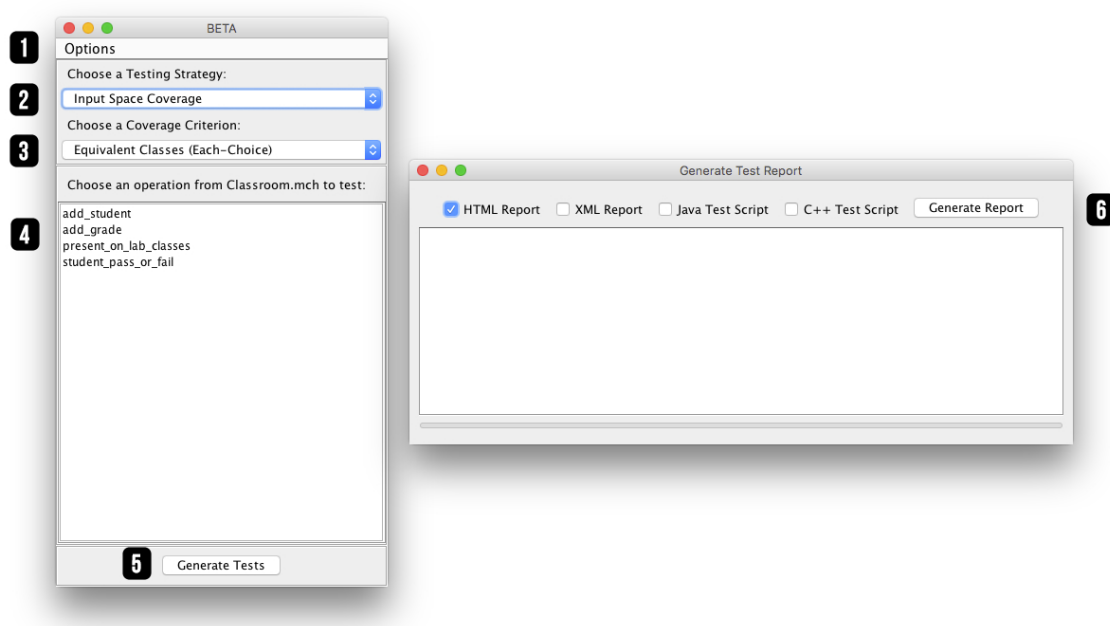 BETA
1
Options
Choose a Testing Strategy:
2
Input Space Coverage
Choose a Coverage Criterion:
3
Equivalent Classes (Each-Choice)
Choose an operation from Classroom.mch to test:
4
add_student
add_grade
present_on_lab_classes
student_pass_or_fail
5
Generate Tests
Generate Test Report
HTML Report XML Report Java Test Script C++ Test Script Generate Report
6